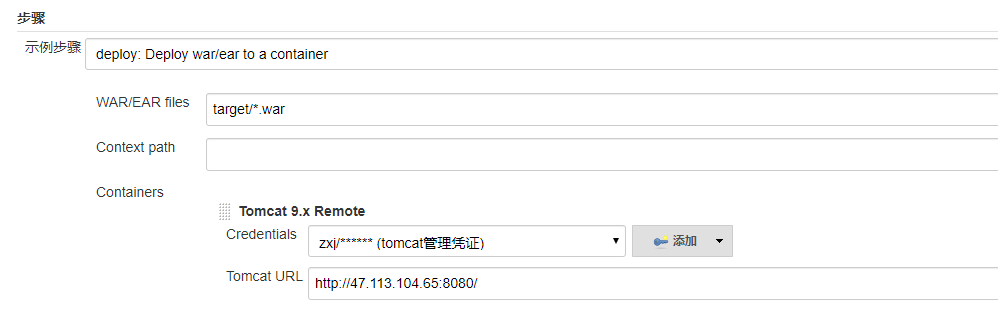 步骤
示例步骤 deploy: Deploy war/ear to a container
WAR/EAR files target/*.war
Context path
Containers
Tomcat 9.x Remote
Credentials zxj/****** (tomcat管理凭证) 添加
Tomcat URL http://47.113.104.65:8080/